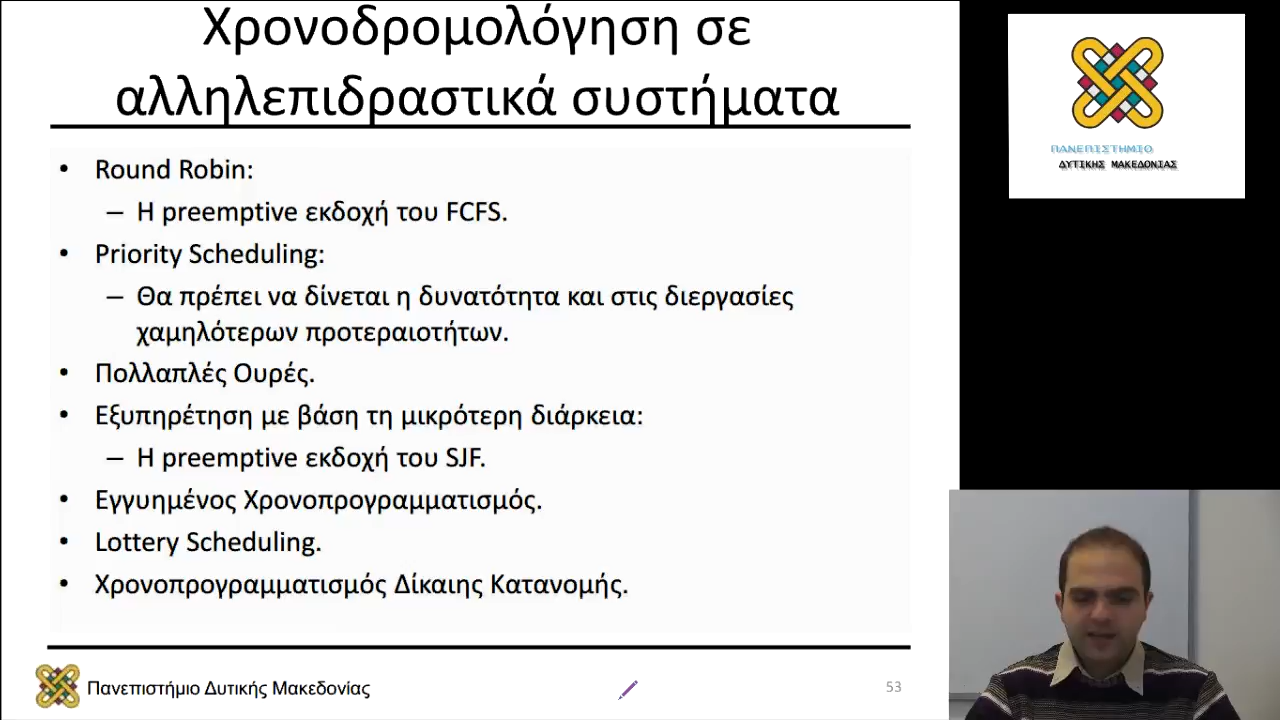 Χρονοδρομολόγηση σε
αλληλεπιδραστικά συστήματα
• Round Robin:
– Η preemptive εκδοχή του FCFS.
• Priority Scheduling:
– Θα πρέπει να δίνεται η δυνατότητα και στις διεργασίες
χαμηλότερων προτεραιοτήτων.
• Πολλαπλές Ουρές.
• Εξυπηρέτηση με βάση τη μικρότερη διάρκεια:
– Η preemptive εκδοχή του SJF.
• Εγγυημένος Χρονοπρογραμματισμός.
• Lottery Scheduling.
• Χρονοπρογραμματισμός Δίκαιης Κατανομής.
Πανεπιστήμιο Δυτικής Μακεδονίας
53
ΠΑΝΕΠΙΣΤΗΜΙΟ
ΔΥΤΙΚΗΣ ΜΑΚΕΔΟΝΙΑΣ